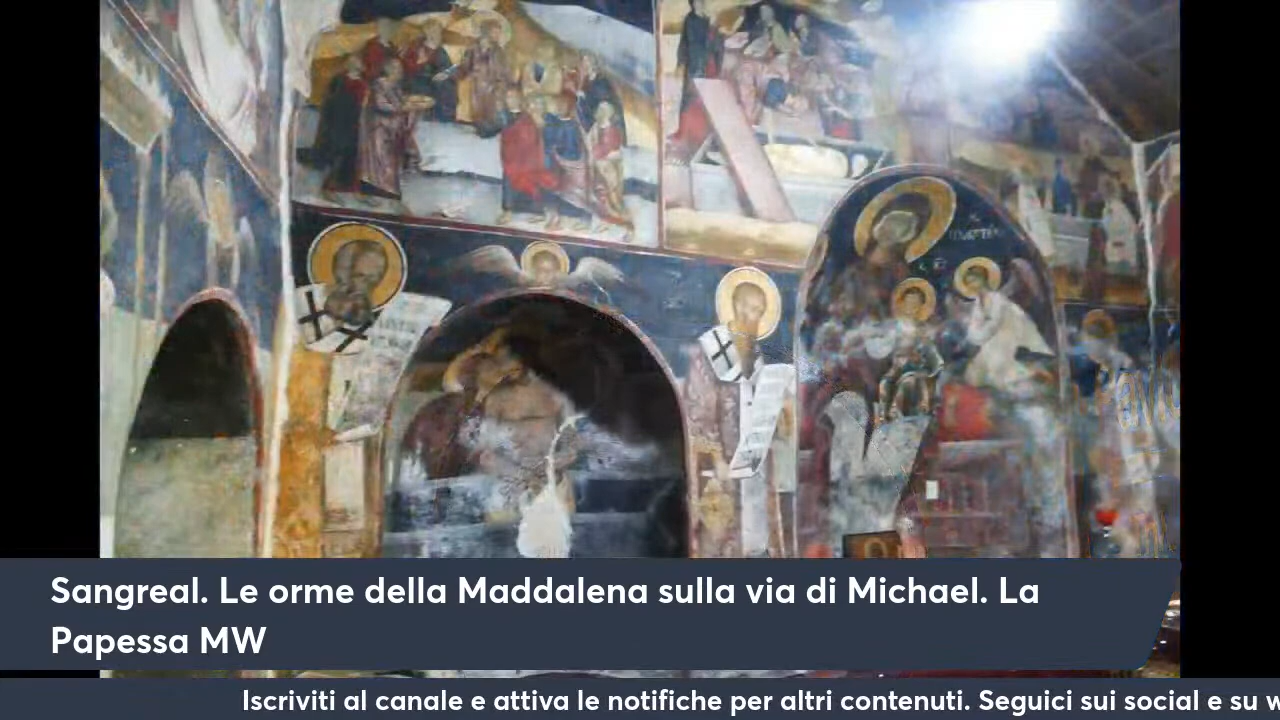 Sangreal. Le orme della Maddalena sulla via di Michael. La
Papessa MW
Iscriviti al canale e attiva le notifiche per altri contenuti. Seguici sui social e su w